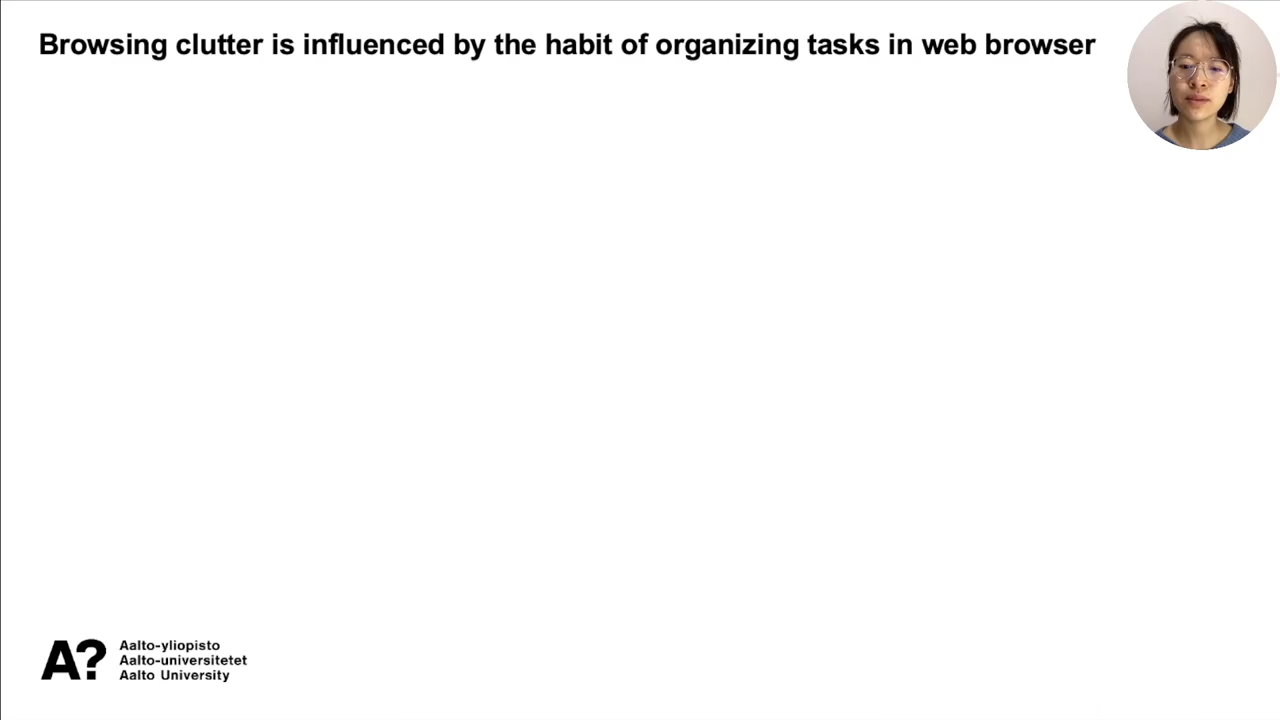 Browsing clutter is influenced by the habit of organizing tasks in web browser
A?
Aalto-yliopisto
Aalto-universitetet
Aalto University